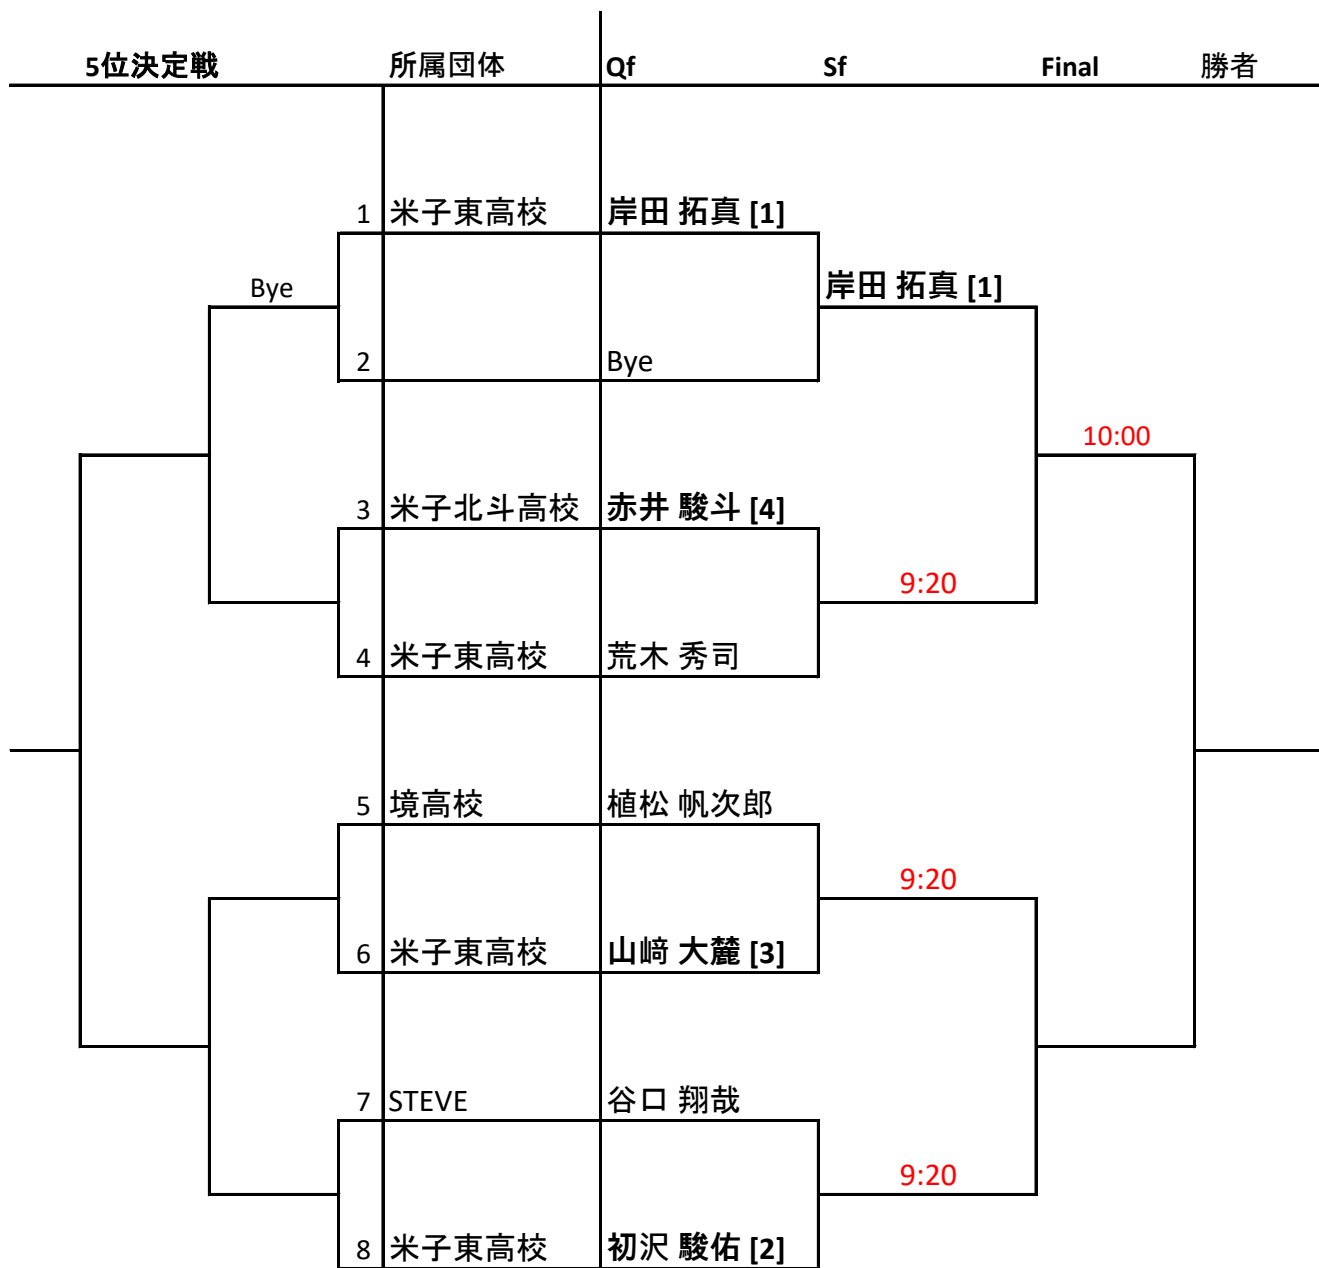 5位決定戦 所属団体 Qf Sf Final 勝者
1 米子東高校 岸田 拓真 [1]
Bye 岸田 拓真 [1]
2 Bye
10:00
3 米子北斗高校 赤井 駿斗 [4]
9:20
4 米子東高校 荒木 秀司
5 境高校 植松 帆次郎
9:20
6 米子東高校 山﨑 大麓 [3]
7 STEVE 谷口 翔哉
9:20
8 米子東高校 初沢 駿佑 [2]